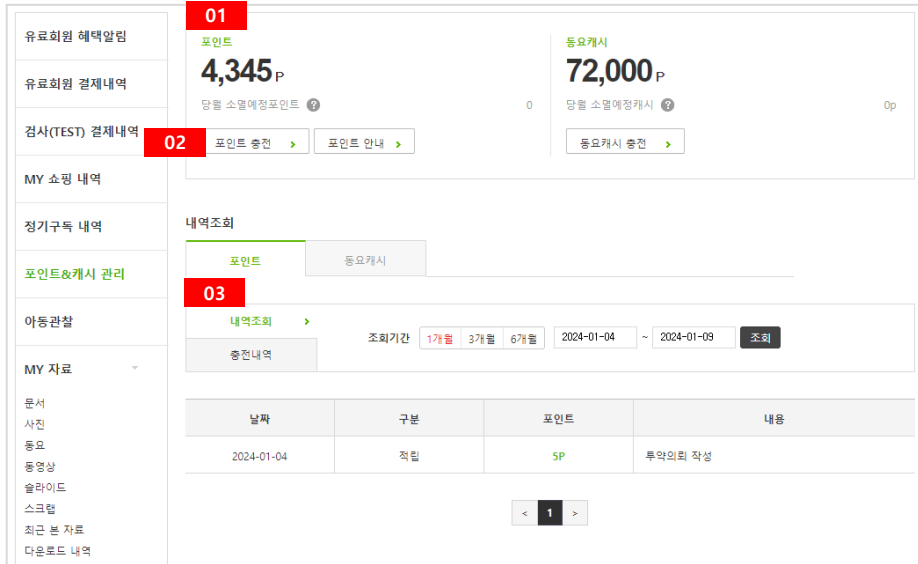 유료회원 혜택알림
유료회원 결제내역
검사(TEST) 결제내역
MY 쇼핑 내역
정기구독 내역
포인트&캐시 관리
아동관찰
MY 자료
문서
사진
동요
동영상
슬라이드
스크랩
최근 본 자료
다운로드 내역
01
포인트
4,345 P
당월 소멸예정포인트 ? 0
02
포인트 충전 >
포인트 안내 >
동요캐시
72,000 P
당월 소멸예정캐시 ? 0p
동요캐시 충전 >
내역조회
포인트 동요캐시
03
내역조회 >
충전내역
조회기간 1개월 3개월 6개월 2024-01-04 ~ 2024-01-09 조회
날짜 구분 포인트 내용
2024-01-04 적립 5P 투약의뢰 작성
< 1 >